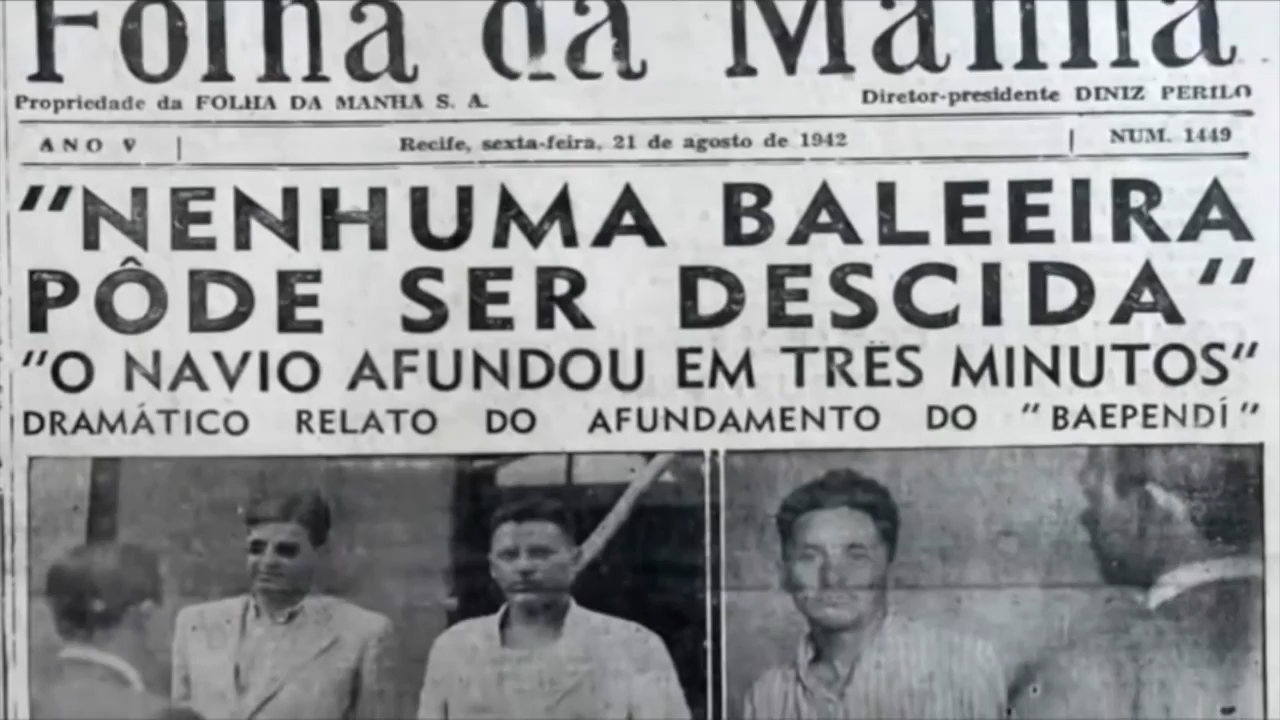 Folha da Manhã
Propriedade da FOLHA DA MANHA S. A.
Diretor-presidente DINIZ PERILO
ANO V
Recife, sexta-feira, 21 de agosto de 1942
NUM. 1449
"NENHUMA BALEEIRA
PÔDE SER DESCIDA"
"O NAVIO AFUNDOU EM TRÊS MINUTOS"
DRAMÁTICO RELATO DO AFUNDAMENTO DO "BAEPENDÍ"